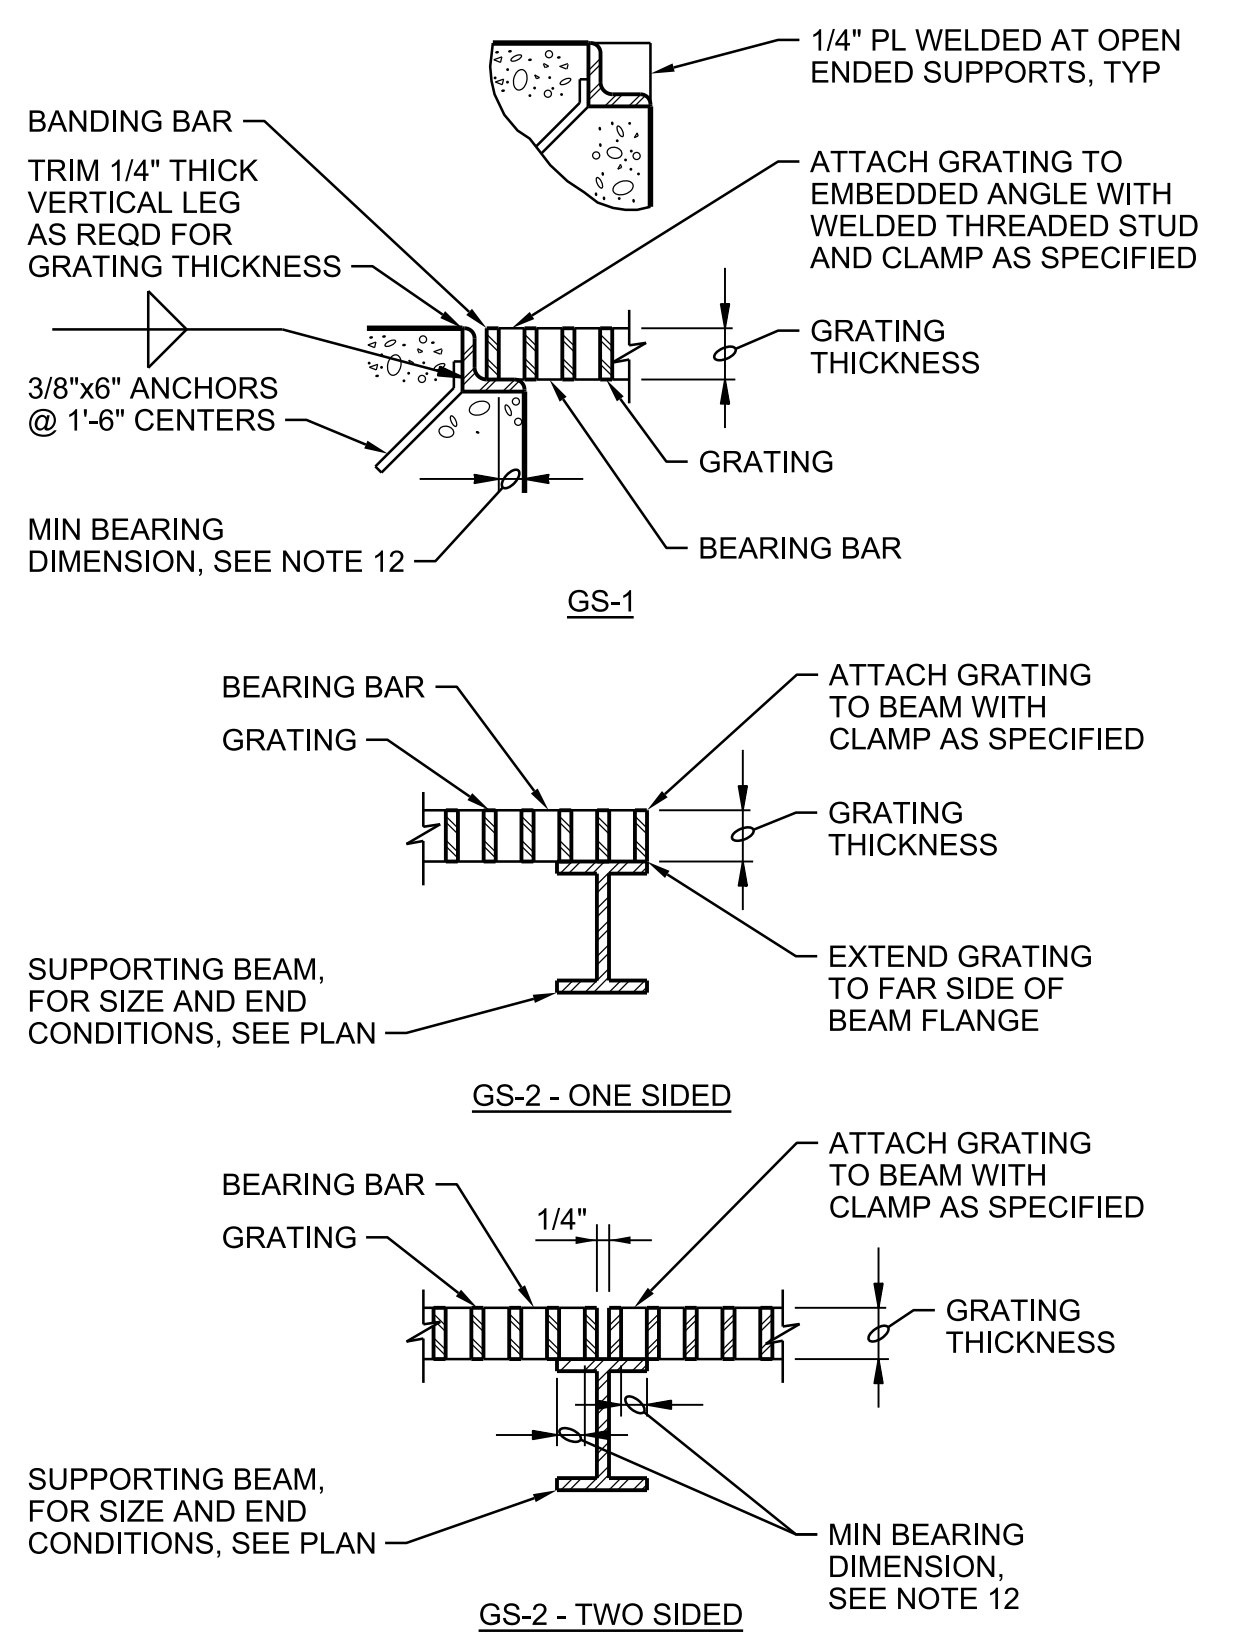 1/4" PL WELDED AT OPEN
ENDED SUPPORTS, TYP
BANDING BAR
TRIM 1/4" THICK
VERTICAL LEG
AS REQD FOR
GRATING THICKNESS
ATTACH GRATING TO
EMBEDDED ANGLE WITH
WELDED THREADED STUD
AND CLAMP AS SPECIFIED
GRATING
THICKNESS
3/8"x6" ANCHORS
@ 1'-6" CENTERS
GRATING
MIN BEARING
DIMENSION, SEE NOTE 12
BEARING BAR
GS-1
BEARING BAR
GRATING
ATTACH GRATING
TO BEAM WITH
CLAMP AS SPECIFIED
GRATING
THICKNESS
SUPPORTING BEAM,
FOR SIZE AND END
CONDITIONS, SEE PLAN
EXTEND GRATING
TO FAR SIDE OF
BEAM FLANGE
GS-2 - ONE SIDED
BEARING BAR
GRATING
1/4"
ATTACH GRATING
TO BEAM WITH
CLAMP AS SPECIFIED
GRATING
THICKNESS
SUPPORTING BEAM,
FOR SIZE AND END
CONDITIONS, SEE PLAN
MIN BEARING
DIMENSION,
SEE NOTE 12
GS-2 - TWO SIDED